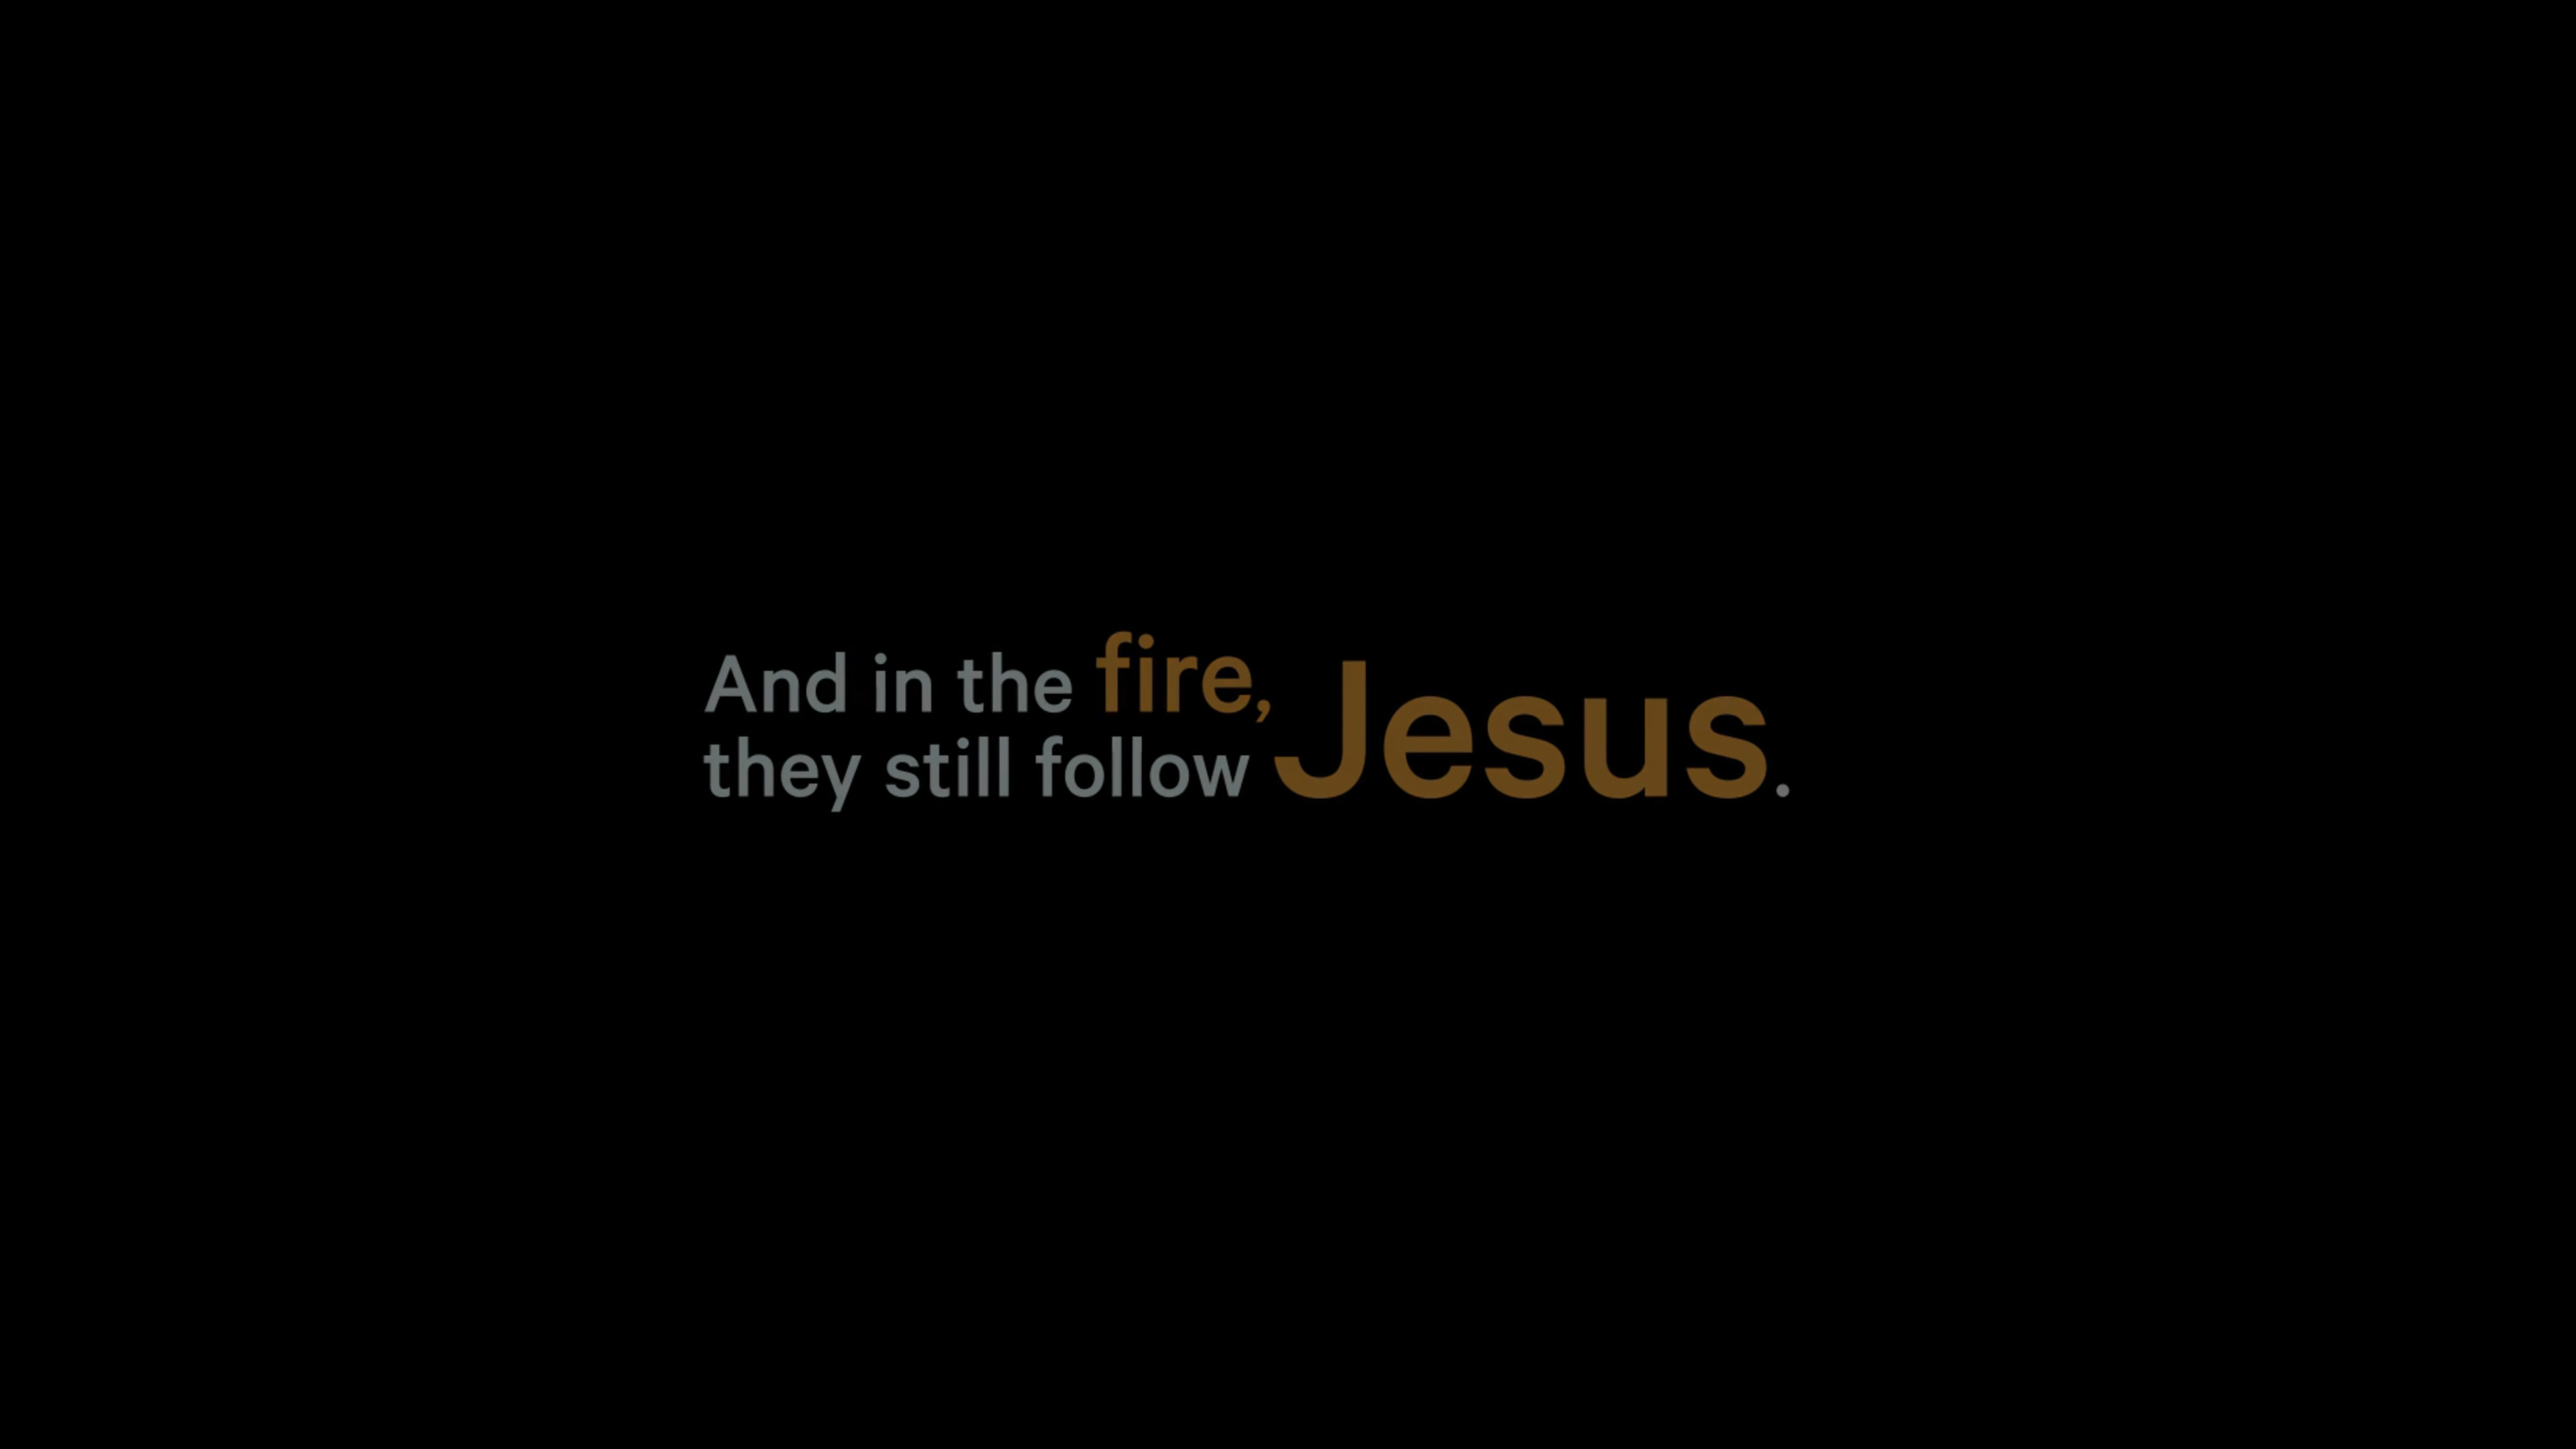 And in the fire,
they still follow Jesus.